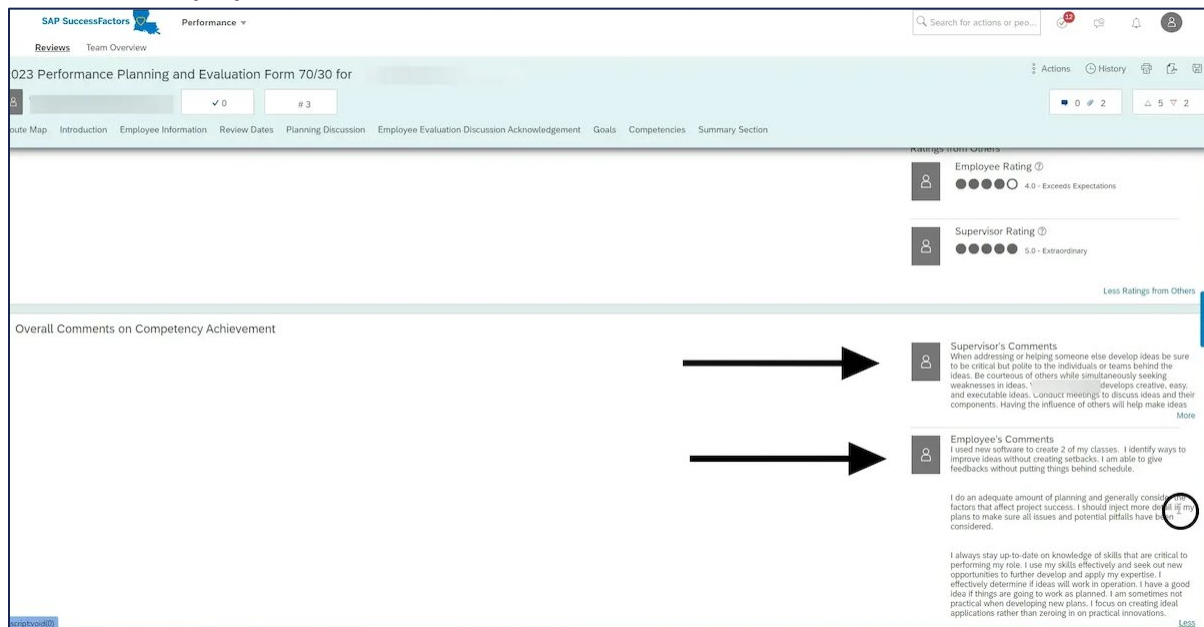 SAP SuccessFactors
Performance
Search for actions or peo...
12
Reviews Team Overview
023 Performance Planning and Evaluation Form 70/30 for
Actions History
0
# 3
0 2
5 2
oute Map Introduction Employee Information Review Dates Planning Discussion Employee Evaluation Discussion Acknowledgement Goals Competencies Summary Section
Ratings from Others
Employee Rating
4.0 - Exceeds Expectations
Supervisor Rating
5.0 - Extraordinary
Less Ratings from Others
Overall Comments on Competency Achievement
Supervisor's Comments
When addressing or helping someone else develop ideas be sure
to be critical but polite to the individuals or teams behind the
ideas. Be courteous of others while simultaneously seeking
weaknesses in ideas. develops creative, easy,
and executable ideas. Conduct meetings to discuss ideas and their
components. Having the influence of others will help make ideas
More
Employee's Comments
I used new software to create 2 of my classes. I identify ways to
improve ideas without creating setbacks. I am able to give
feedbacks without putting things behind schedule.
I do an adequate amount of planning and generally consider the
factors that affect project success. I should inject more detail in my
plans to make sure all issues and potential pitfalls have been
considered.
I always stay up-to-date on knowledge of skills that are critical to
performing my role. I use my skills effectively and seek out new
opportunities to further develop and apply my expertise. I
effectively determine if ideas will work in operation. I have a good
idea if things are going to work as planned. I am sometimes not
practical when developing new plans. I focus on creating ideal
applications rather than zeroing in on practical innovations.
Less
script:void(0)